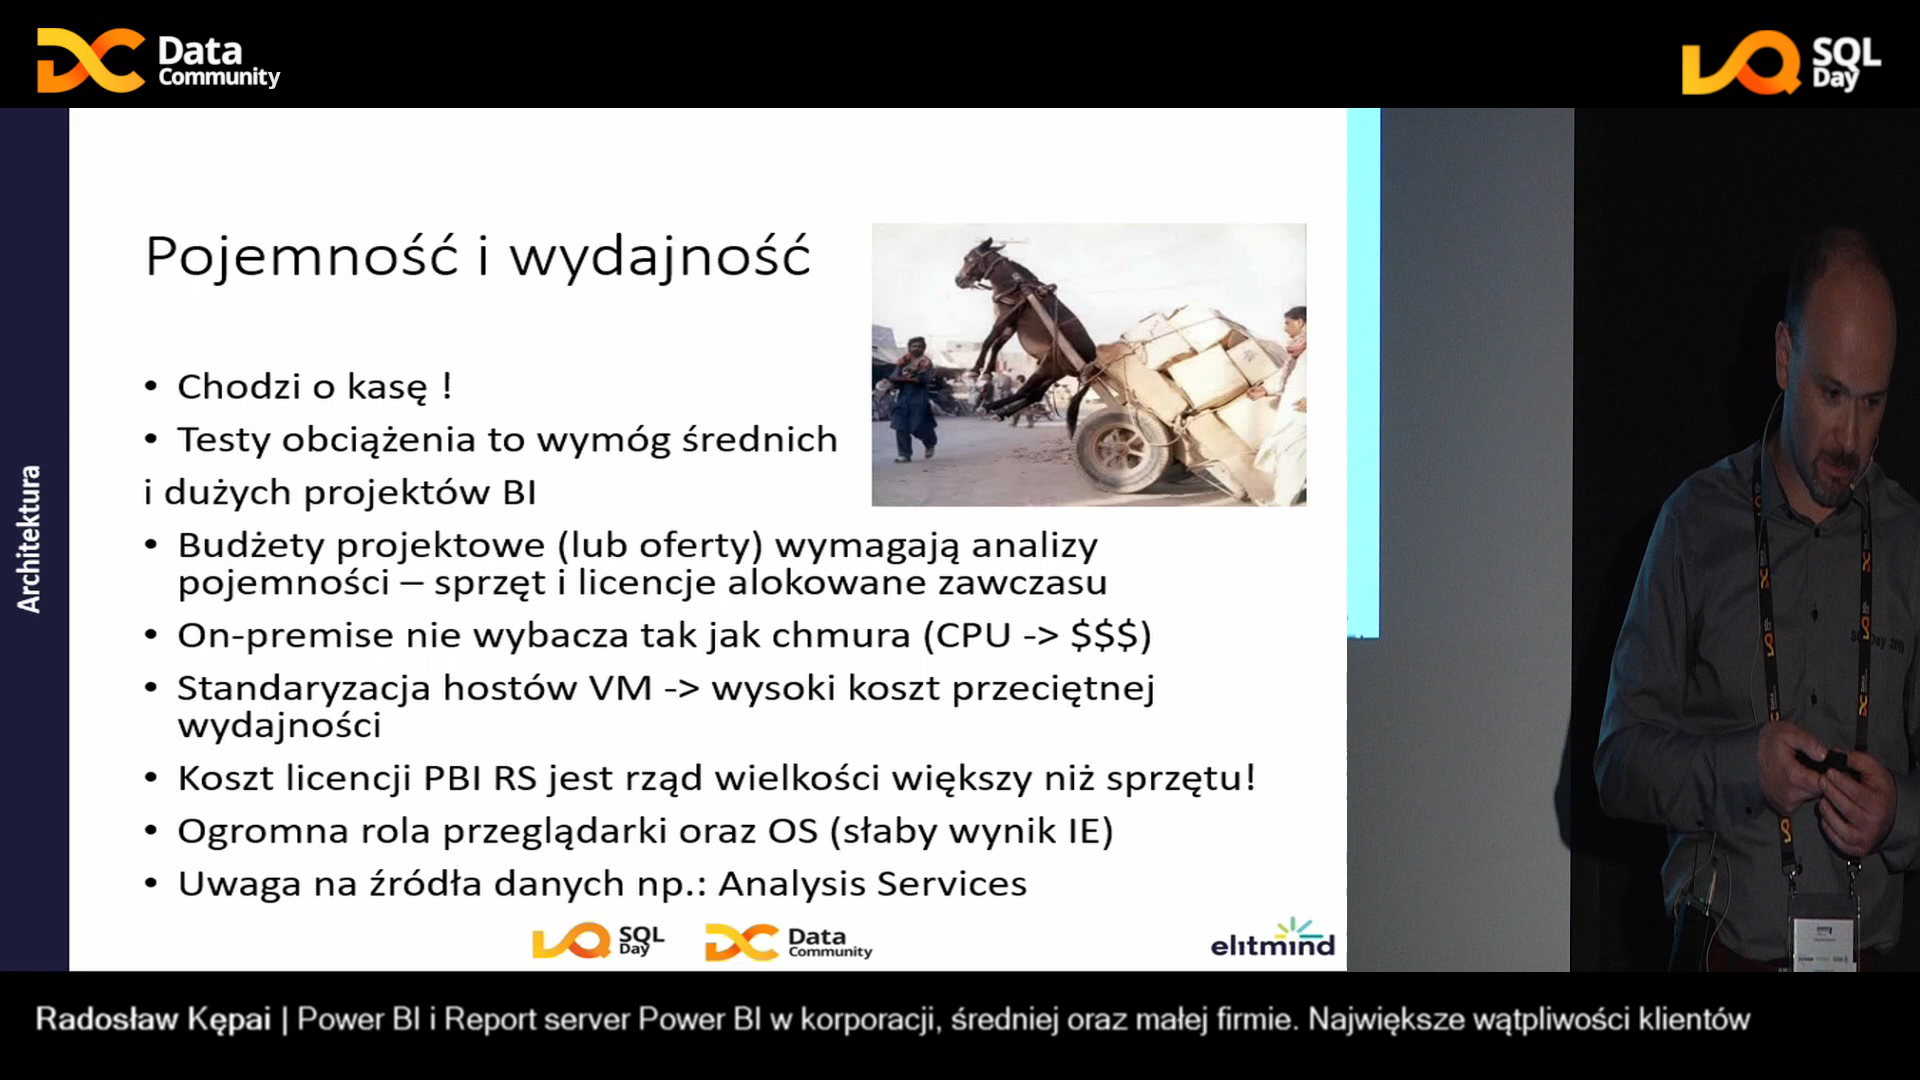 Data
Community
SQL
Day
Architektura
Pojemność i wydajność
• Chodzi o kasę !
• Testy obciążenia to wymóg średnich
i dużych projektów BI
• Budżety projektowe (lub oferty) wymagają analizy
pojemności – sprzęt i licencje alokowane zawczasu
• On-premise nie wybacza tak jak chmura (CPU -> $$$)
• Standaryzacja hostów VM -> wysoki koszt przeciętnej
wydajności
• Koszt licencji PBI RS jest rząd wielkości większy niż sprzętu!
• Ogromna rola przeglądarki oraz OS (słaby wynik IE)
• Uwaga na źródła danych np.: Analysis Services
SQL
Day
Data
Community
elitmind
Radosław Kępai | Power BI i Report server Power BI w korporacji, średniej oraz małej firmie. Największe wątpliwości klientów